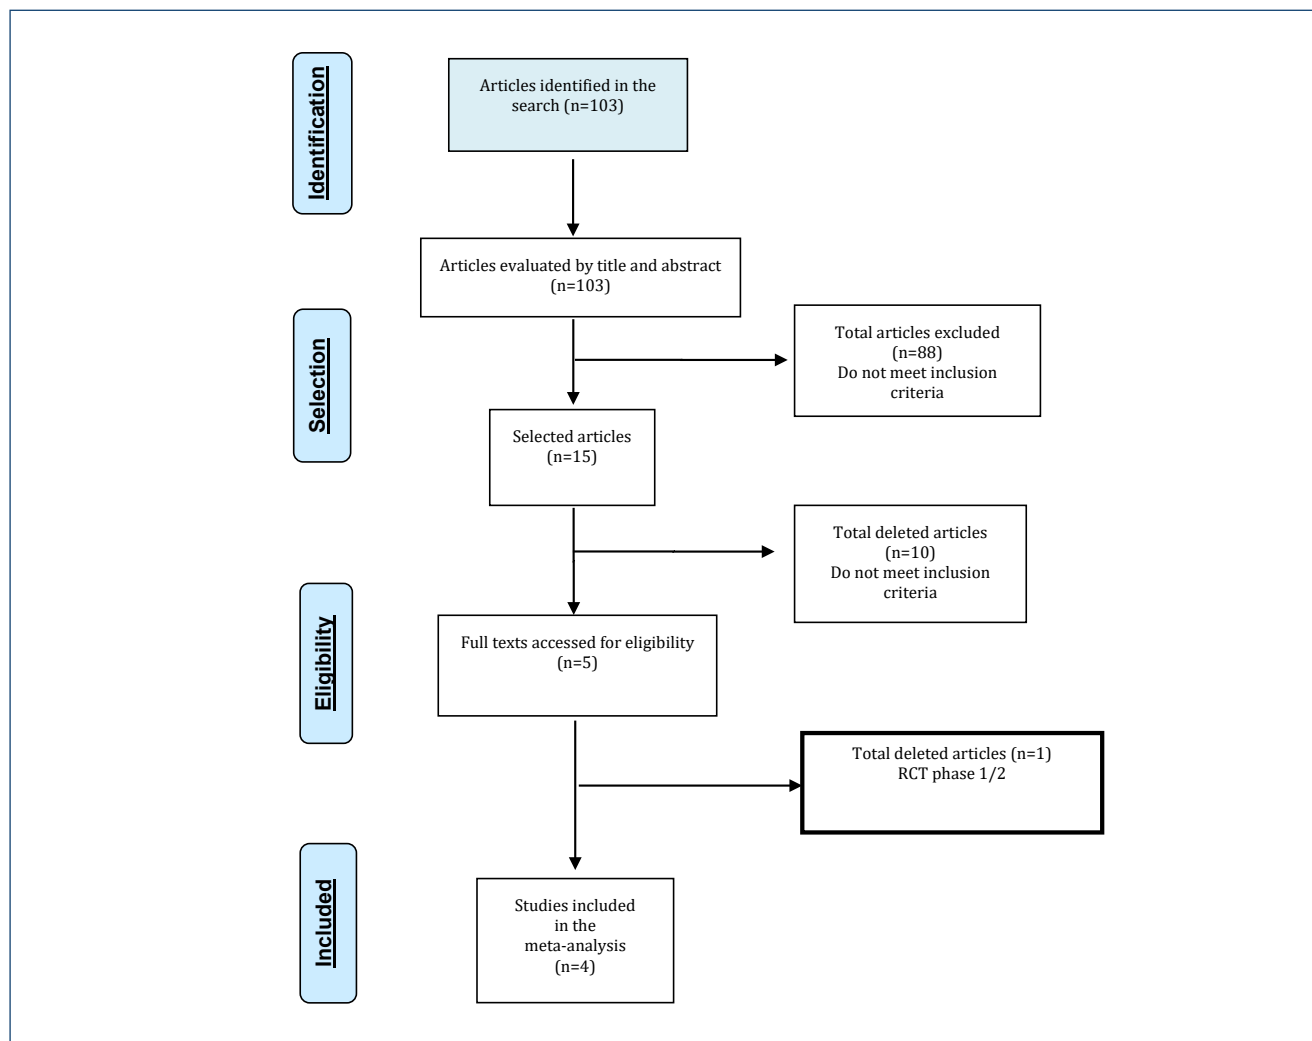 Identification
Articles identified in the
search (n=103)
Articles evaluated by title and abstract
(n=103)
Selection
Total articles excluded
(n=88)
Do not meet inclusion
criteria
Selected articles
(n=15)
Total deleted articles
(n=10)
Do not meet inclusion
criteria
Eligibility
Full texts accessed for eligibility
(n=5)
Total deleted articles (n=1)
RCT phase 1/2
Included
Studies included
in the
meta-analysis
(n=4)